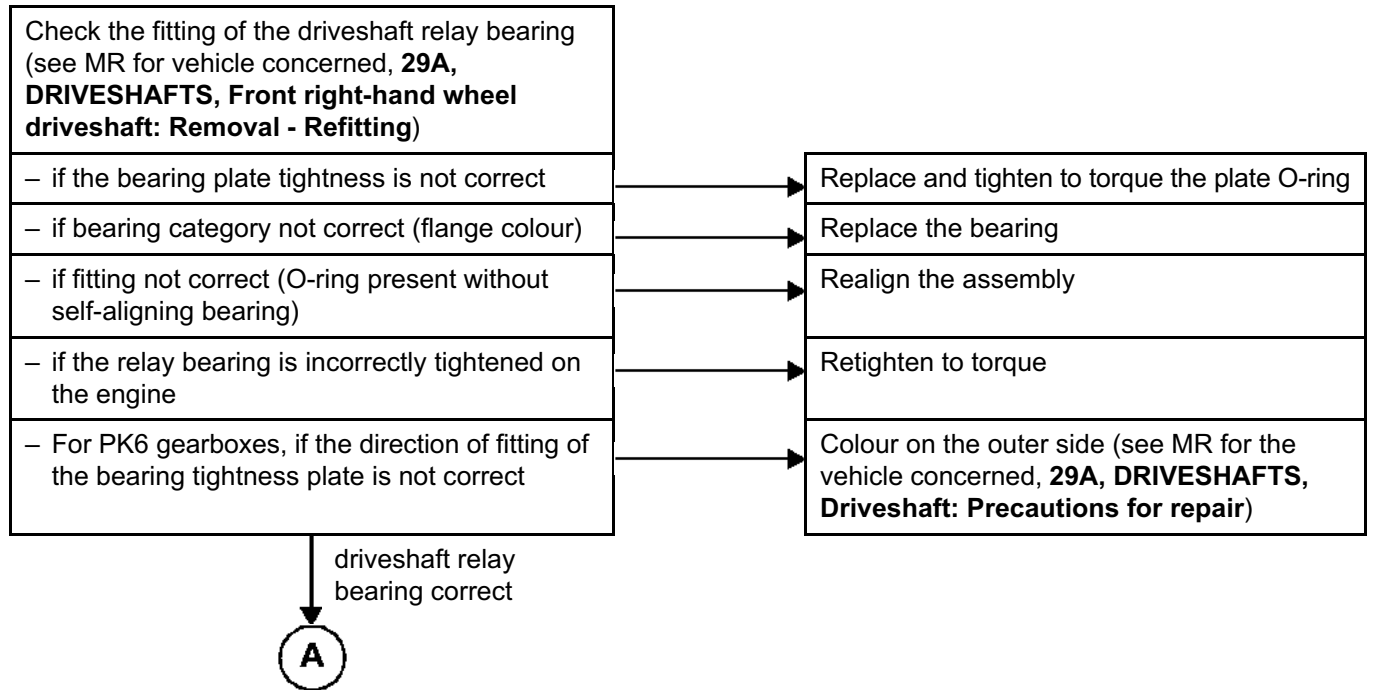 Check the fitting of the driveshaft relay bearing
(see MR for vehicle concerned, 29A,
DRIVESHAFTS, Front right-hand wheel
driveshaft: Removal - Refitting)
– if the bearing plate tightness is not correct
Replace and tighten to torque the plate O-ring
– if bearing category not correct (flange colour)
Replace the bearing
– if fitting not correct (O-ring present without
self-aligning bearing)
Realign the assembly
– if the relay bearing is incorrectly tightened on
the engine
Retighten to torque
– For PK6 gearboxes, if the direction of fitting of
the bearing tightness plate is not correct
Colour on the outer side (see MR for the
vehicle concerned, 29A, DRIVESHAFTS,
Driveshaft: Precautions for repair)
driveshaft relay
bearing correct
A